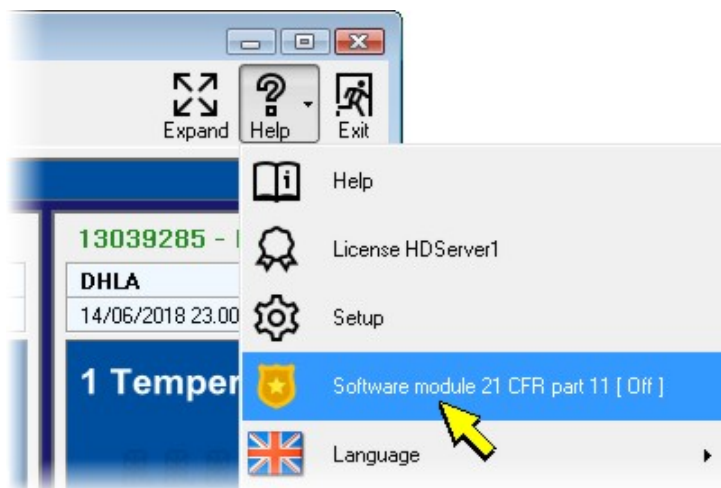 Expand Help Exit
Help
13039285 -
License HDServer1
DHLA
14/06/2018 23.00
Setup
1 Temper
Software module 21 CFR part 11 [ Off ]
Language